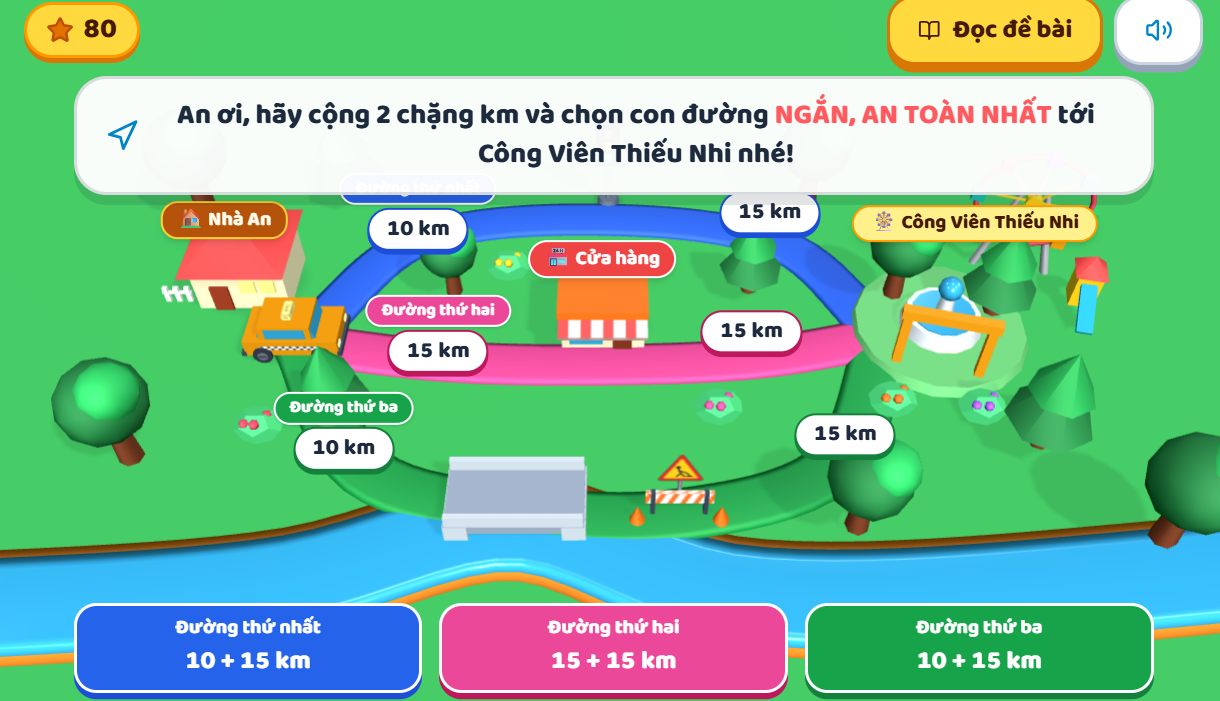 80
Đọc đề bài
An ơi, hãy cộng 2 chặng km và chọn con đường NGẮN, AN TOÀN NHẤT tới
Công Viên Thiếu Nhi nhé!
Đường thứ nhất
Nhà An
10 km
15 km
Công Viên Thiếu Nhi
Cửa hàng
Đường thứ hai
15 km
15 km
Đường thứ ba
10 km
15 km
Đường thứ nhất
10 + 15 km
Đường thứ hai
15 + 15 km
Đường thứ ba
10 + 15 km